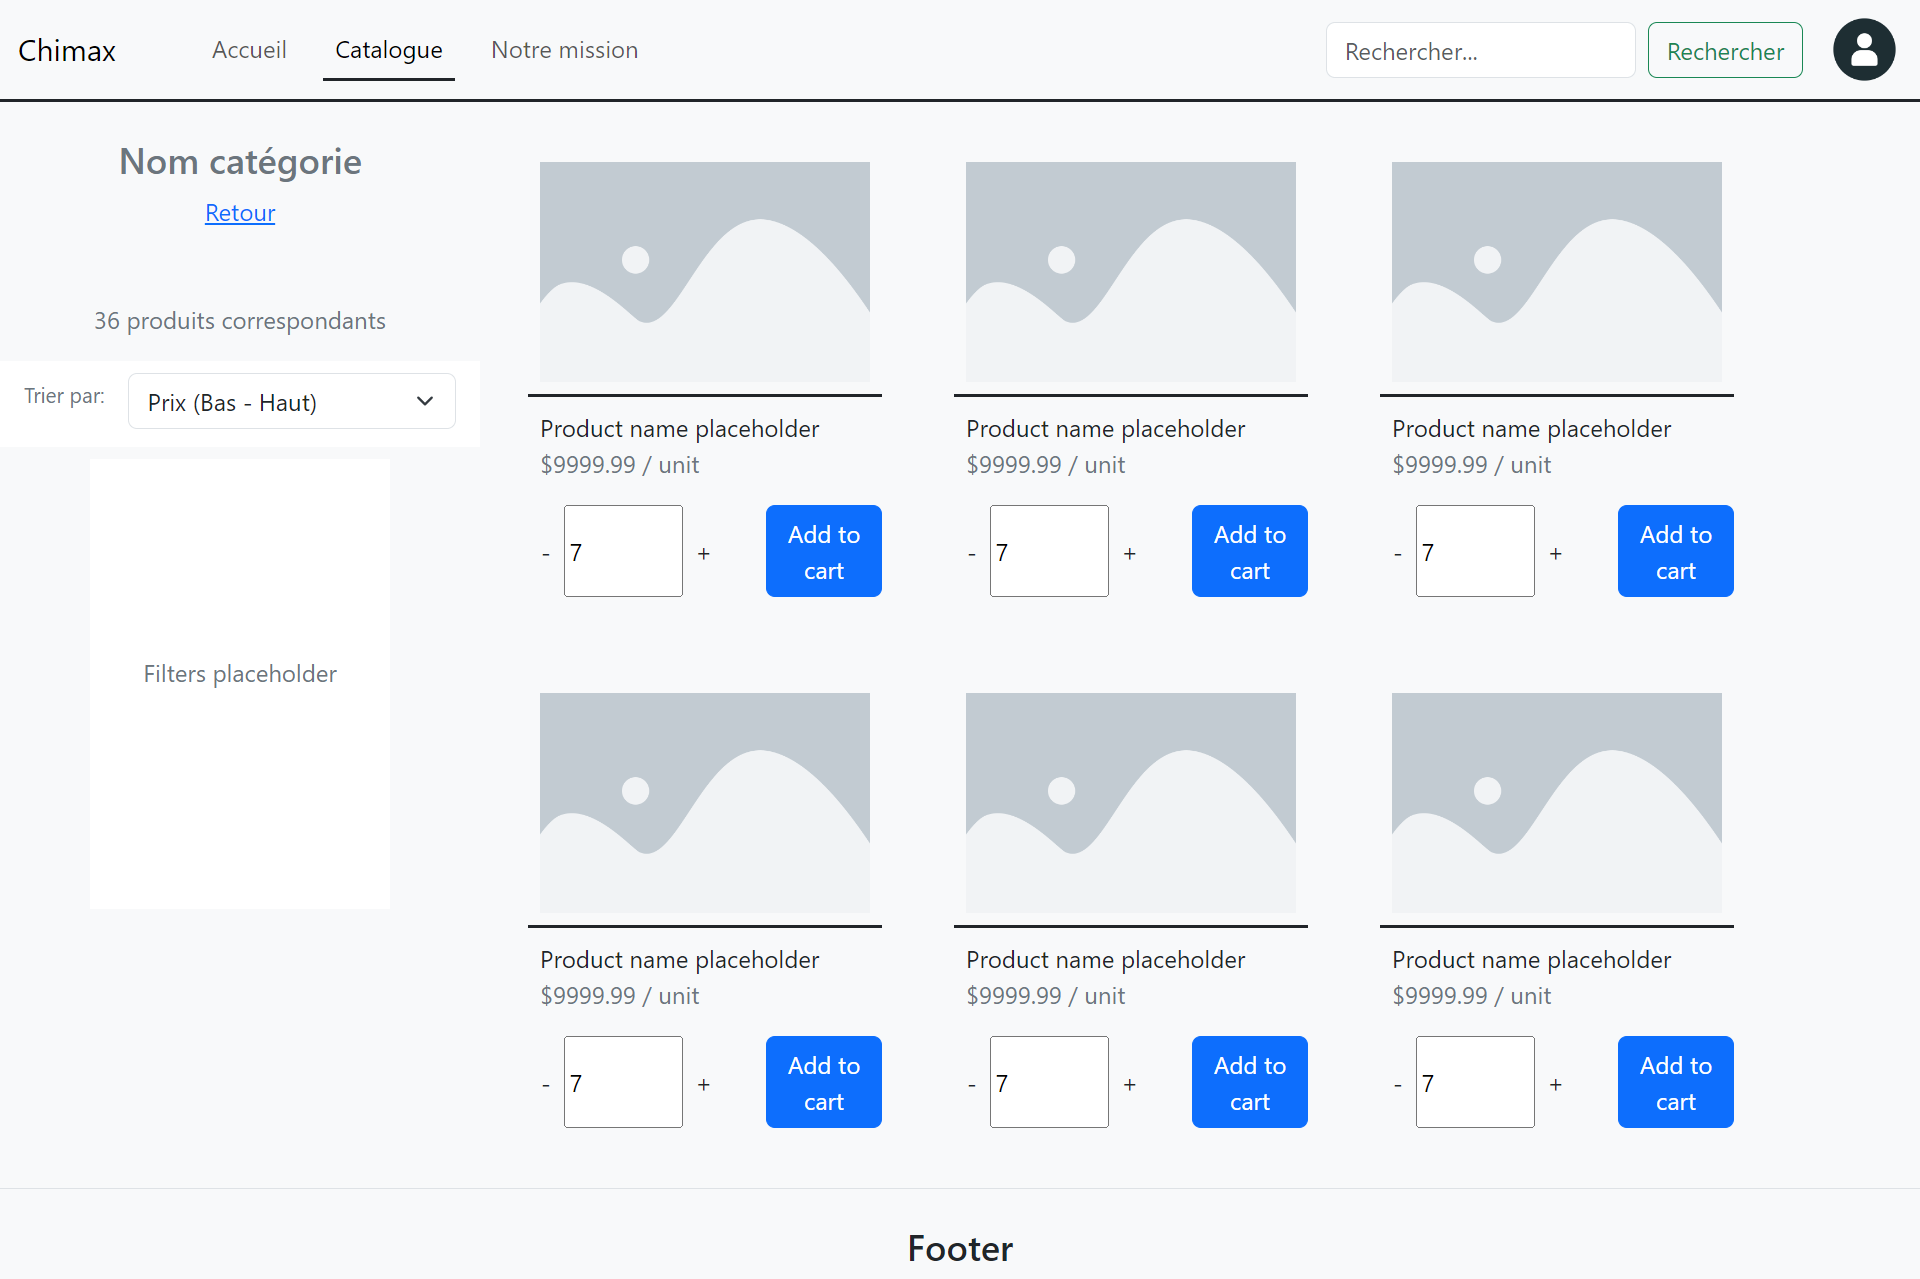 Chimax
Accueil
Catalogue
Notre mission
Rechercher...
Rechercher
Nom catégorie
Retour
36 produits correspondants
Trier par:
Prix (Bas - Haut)
Filters placeholder
Product name placeholder
$9999.99 / unit
- 7 +
Add to
cart
Product name placeholder
$9999.99 / unit
- 7 +
Add to
cart
Product name placeholder
$9999.99 / unit
- 7 +
Add to
cart
Product name placeholder
$9999.99 / unit
- 7 +
Add to
cart
Product name placeholder
$9999.99 / unit
- 7 +
Add to
cart
Product name placeholder
$9999.99 / unit
- 7 +
Add to
cart
Footer